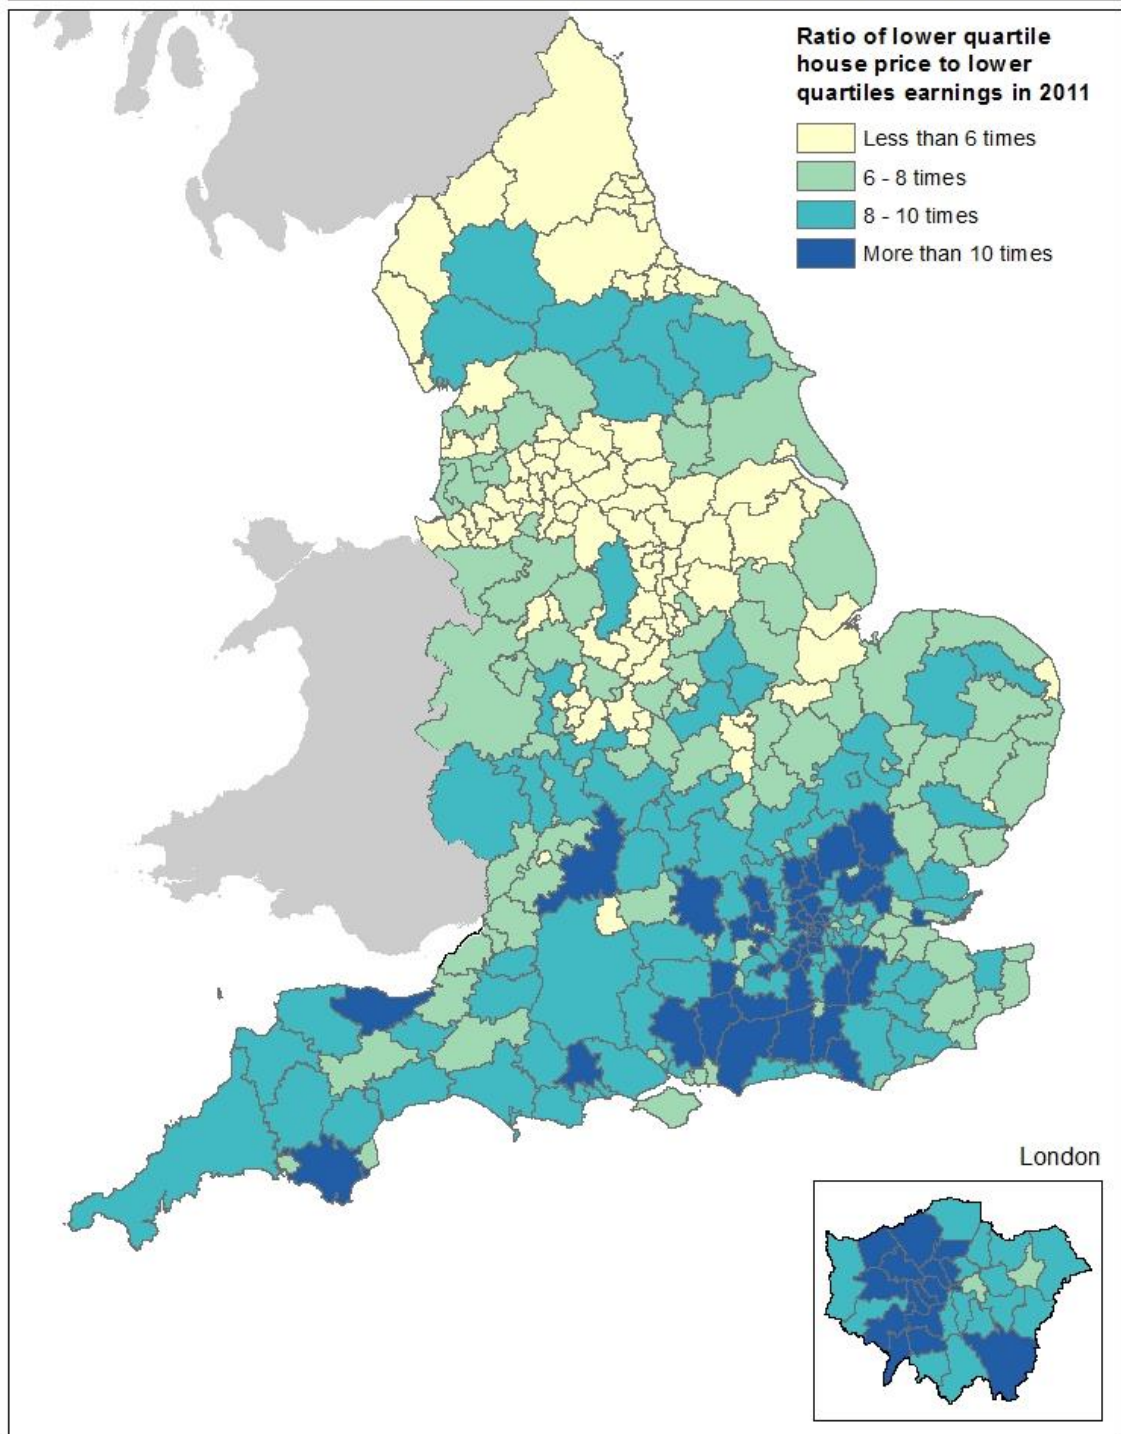 Ratio of lower quartile
house price to lower
quartiles earnings in 2011
Less than 6 times
6 - 8 times
8 - 10 times
More than 10 times
London